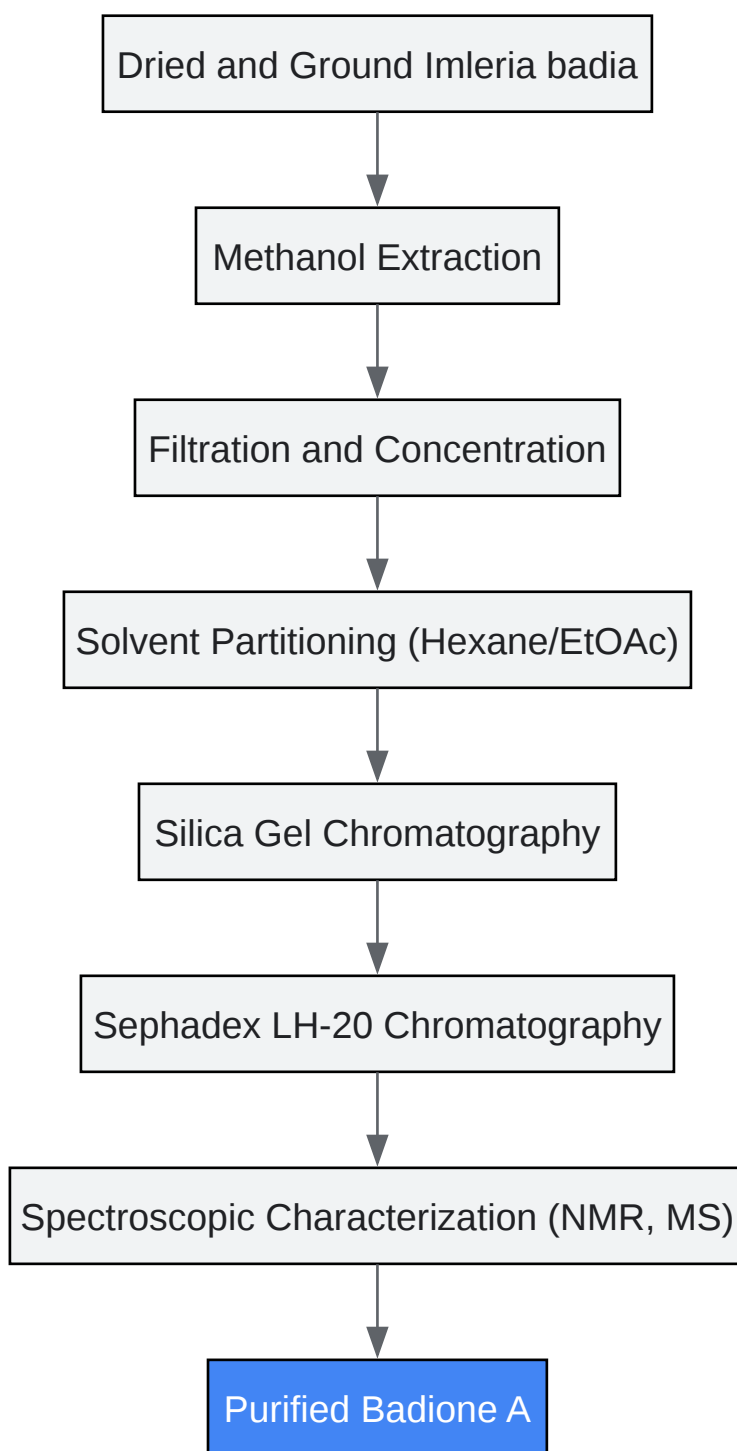 Dried and Ground Imleria badia
Methanol Extraction
Filtration and Concentration
Solvent Partitioning (Hexane/EtOAc)
Silica Gel Chromatography
Sephadex LH-20 Chromatography
Spectroscopic Characterization (NMR, MS)
Purified Badione A